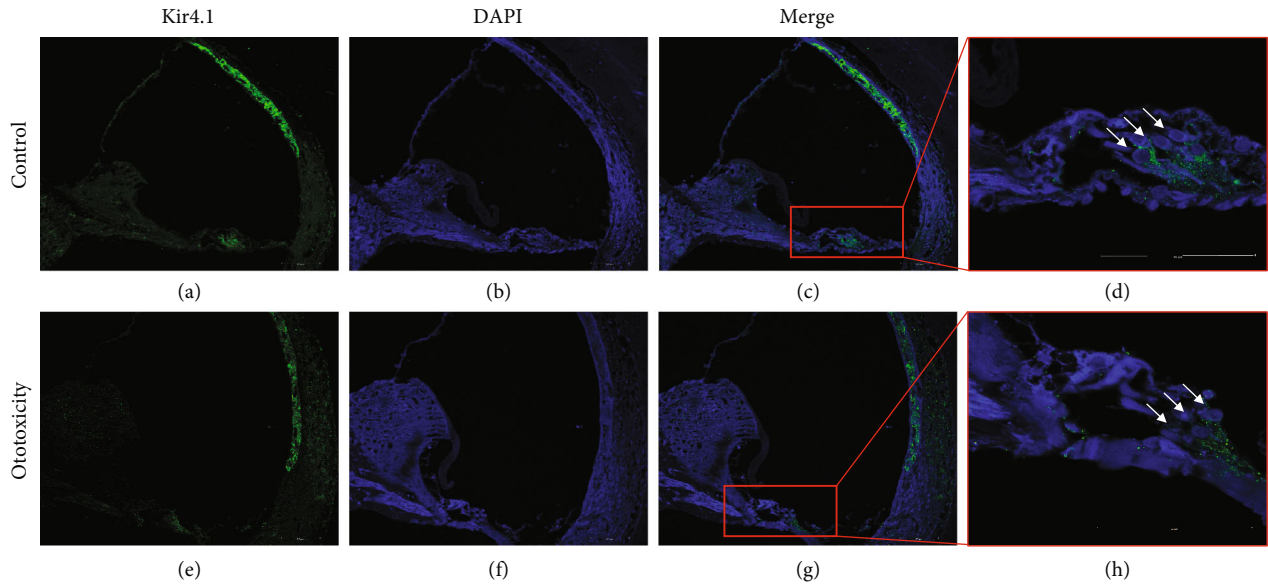 Kir4.1 DAPI Merge
Control
(a) (b) (c) (d)
Ototoxicity
(e) (f) (g) (h)